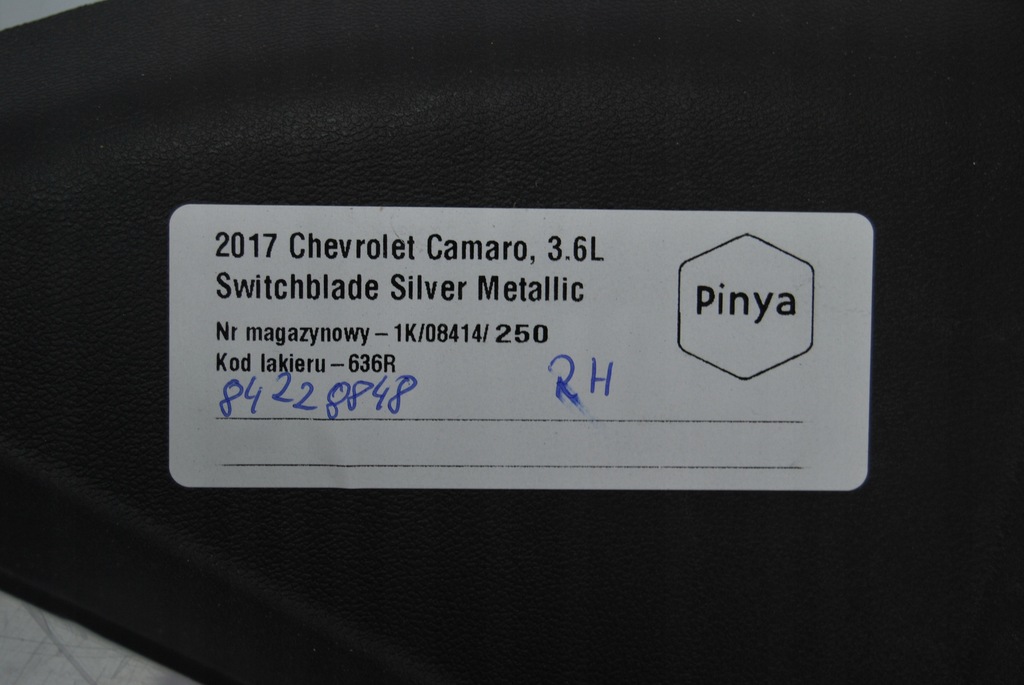 2017 Chevrolet Camaro, 3.6L
Switchblade Silver Metallic
Pinya
Nr magazynowy – 1K/08414/ 250
Kod lakieru – 636R
84228848 RH